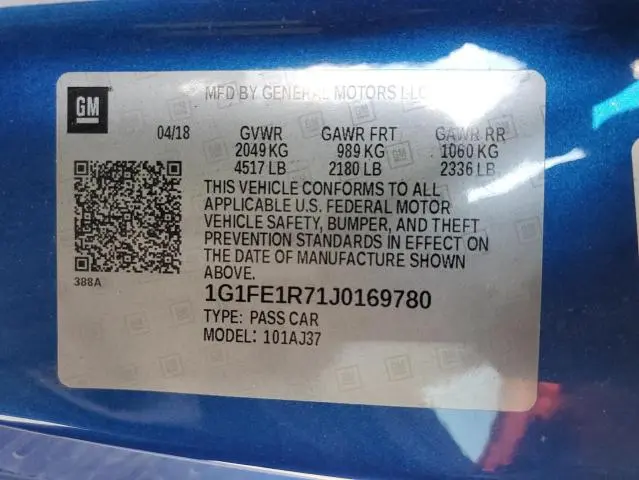 GM
MFD BY GENERAL MOTORS LLC
04/18 GVWR GAWR FRT GAWR RR
2049 KG 989 KG 1060 KG
4517 LB 2180 LB 2336 LB
THIS VEHICLE CONFORMS TO ALL
APPLICABLE U.S. FEDERAL MOTOR
VEHICLE SAFETY, BUMPER, AND THEFT
PREVENTION STANDARDS IN EFFECT ON
THE DATE OF MANUFACTURE SHOWN
ABOVE.
388A
1G1FE1R71J0169780
TYPE: PASS CAR
MODEL: 101AJ37